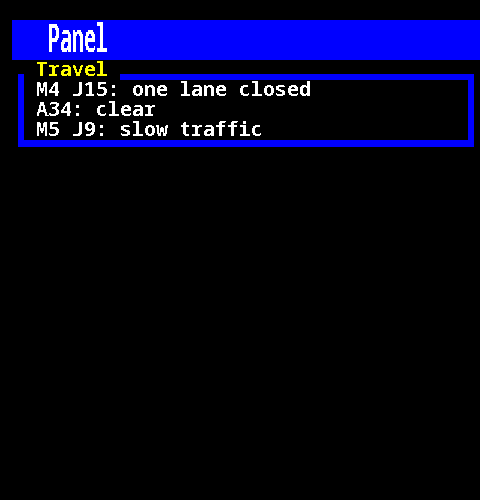 Panel
Travel
M4 J15: one lane closed
A34: clear
M5 J9: slow traffic